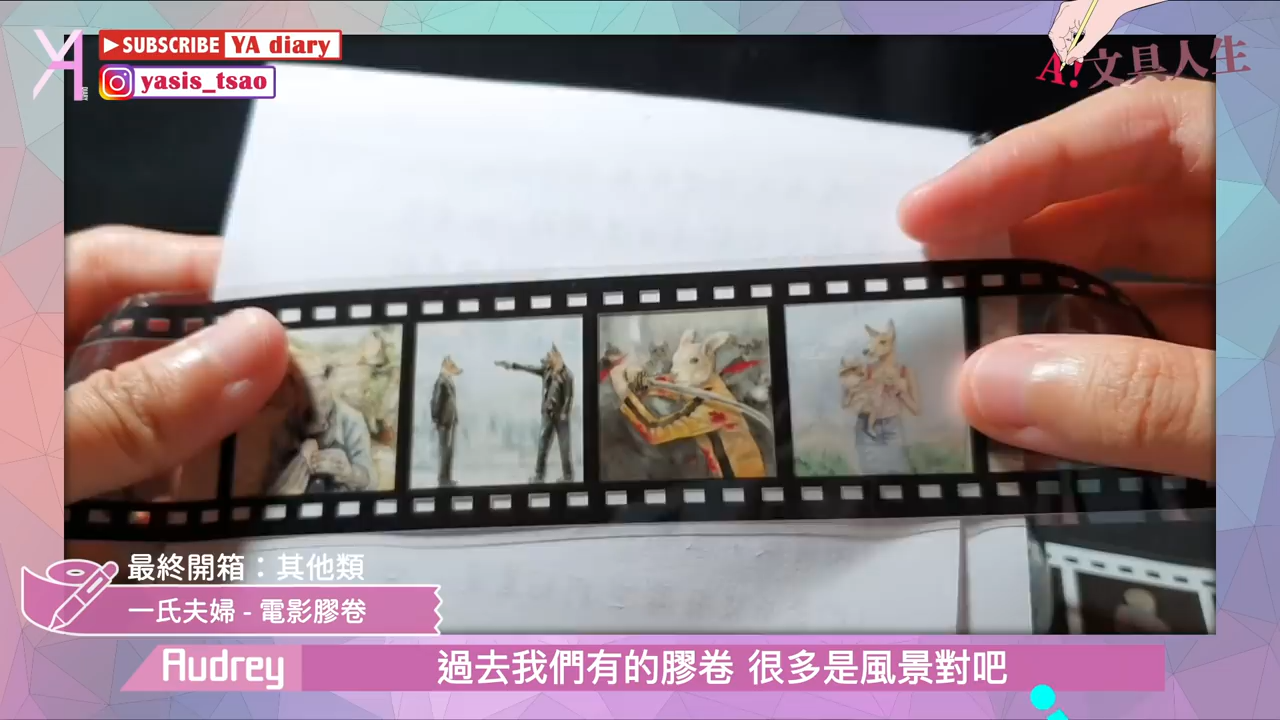 YA
DIARY
SUBSCRIBE YA diary
yasis_tsao
A!文具人生
最終開箱：其他類
一氏夫婦 - 電影膠卷
Audrey
過去我們有的膠卷 很多是風景對吧